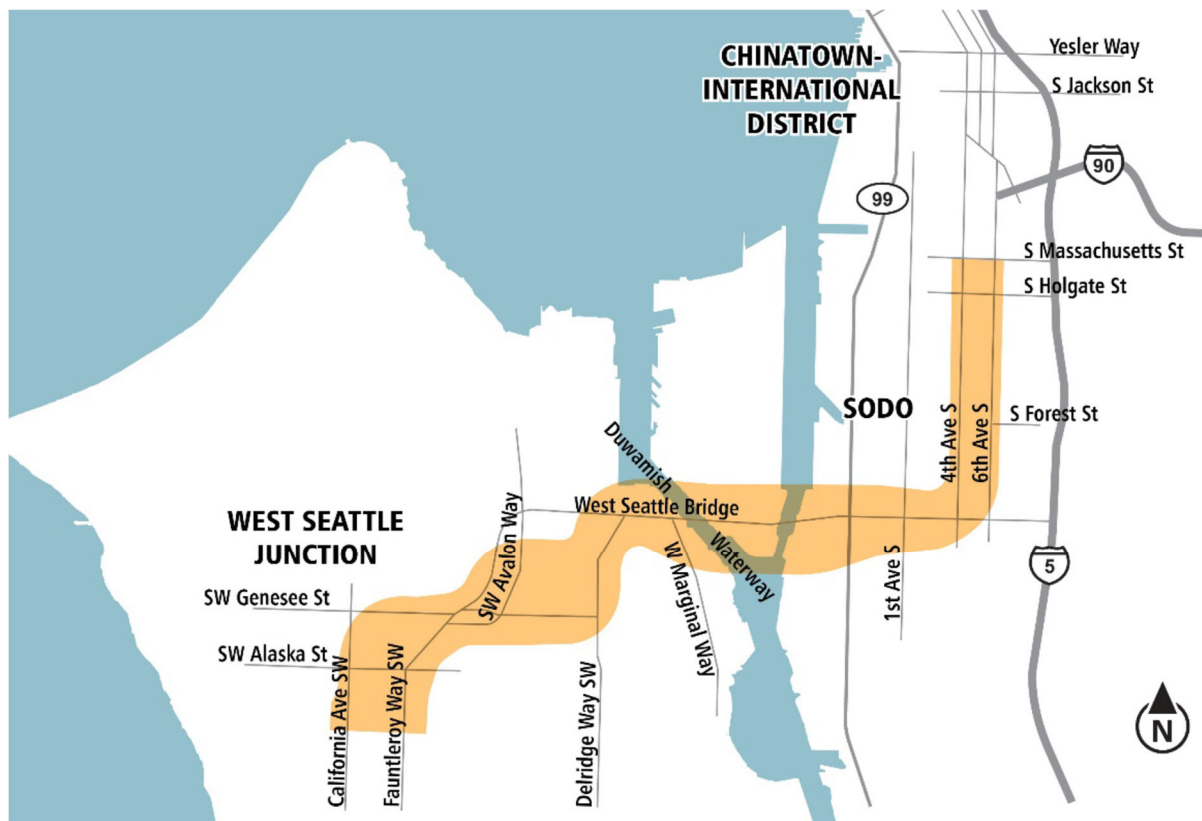 CHINATOWN-
INTERNATIONAL
DISTRICT
Yesler Way
S Jackson St
90
99
S Massachusetts St
S Holgate St
SODO
4th Ave S
6th Ave S
S Forest St
Duwamish
Waterway
West Seattle Bridge
WEST SEATTLE
JUNCTION
SW Avalon Way
W Marginal Way
1st Ave S
5
SW Genesee St
SW Alaska St
California Ave SW
Fauntleroy Way SW
Delridge Way SW
N